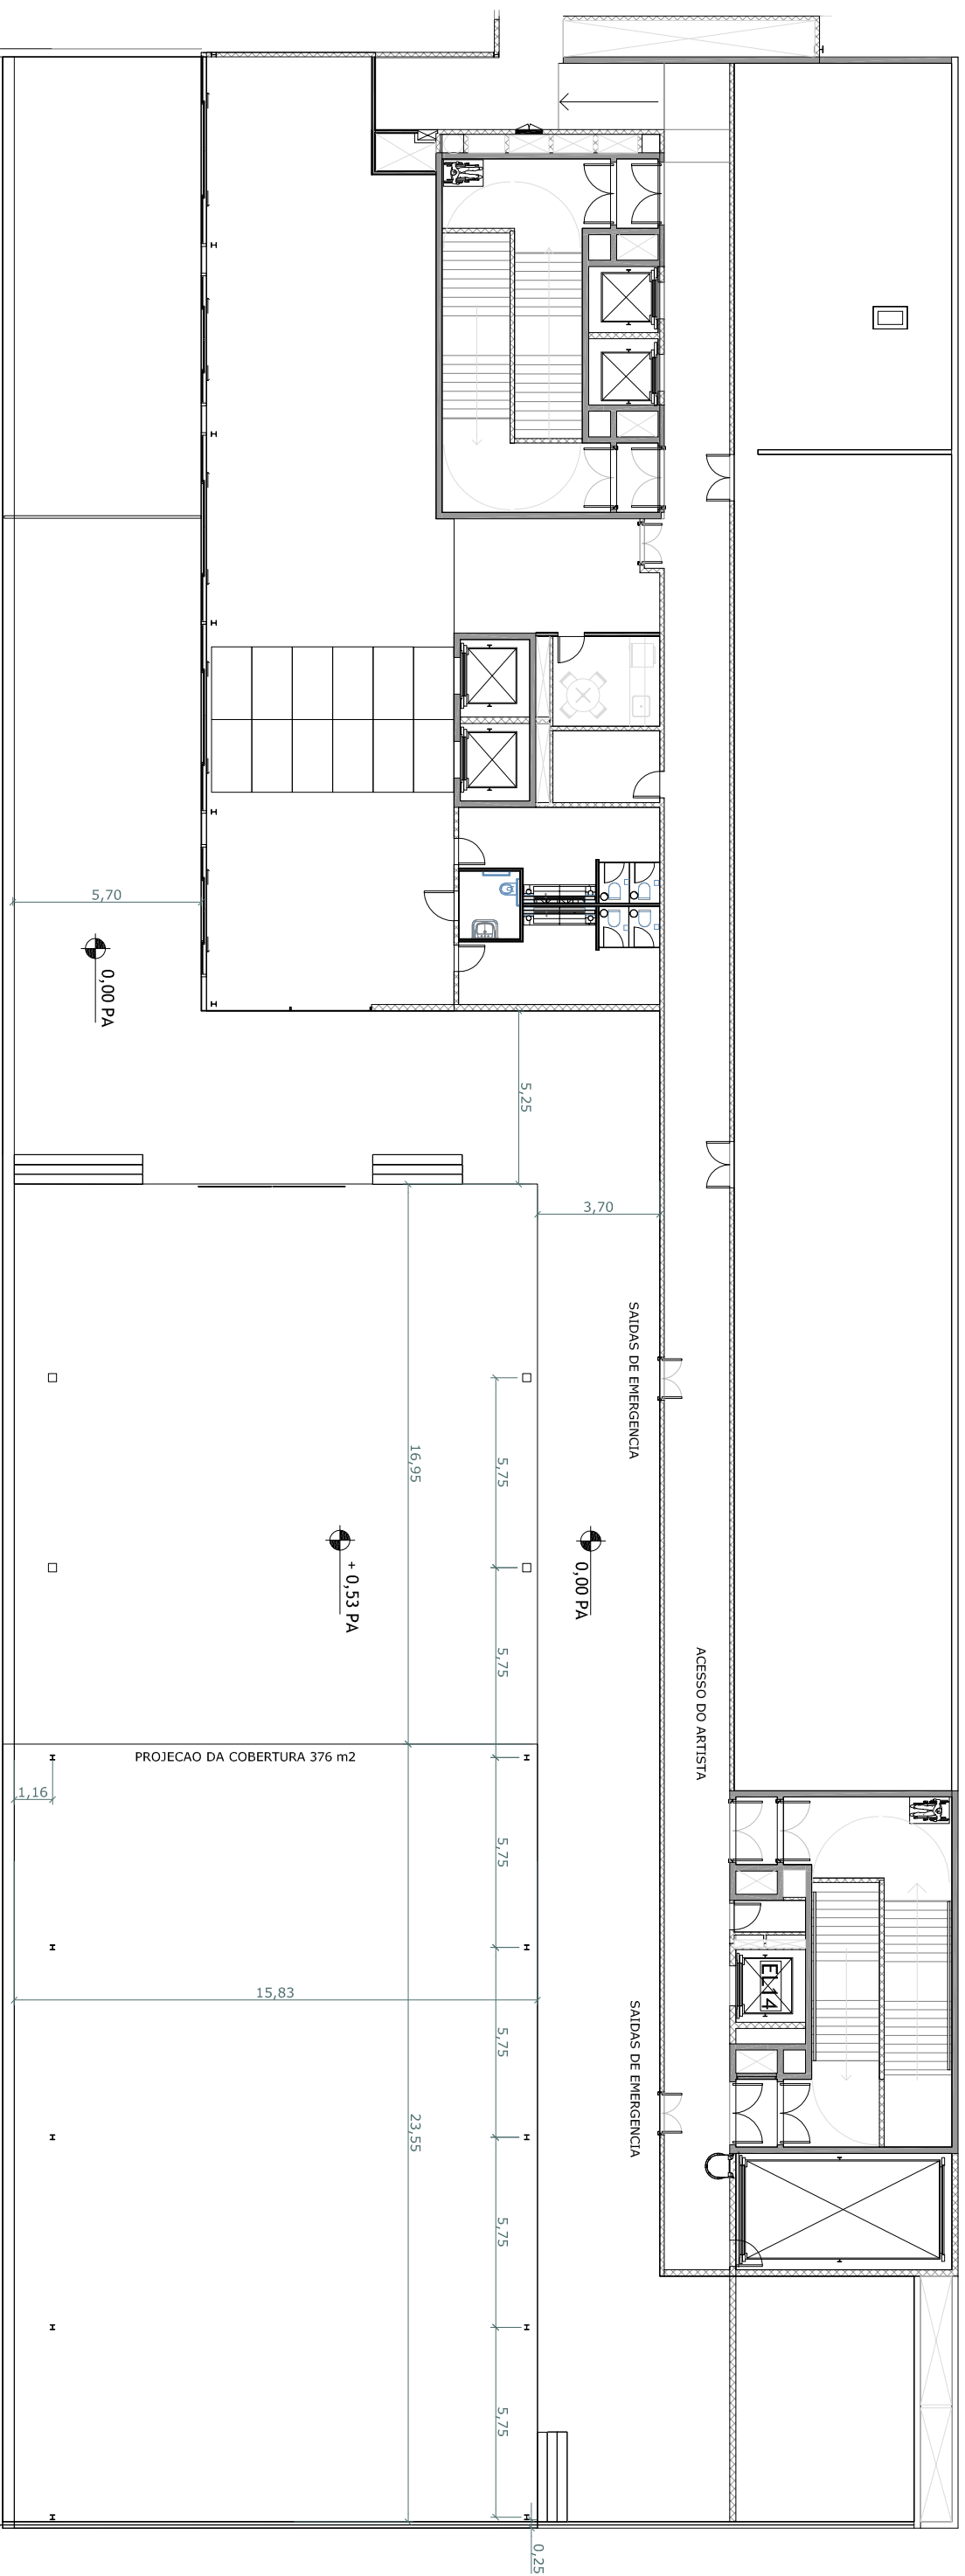 5,70
0,00 PA
5,25
3,70
SAIDAS DE EMERGENCIA
16,95
5,75
+ 0,53 PA
0,00 PA
5,75
ACESSO DO ARTISTA
PROJECAO DA COBERTURA 376 m2
1,16
5,75
EL14
15,83
5,75
SAIDAS DE EMERGENCIA
23,55
5,75
5,75
0,25